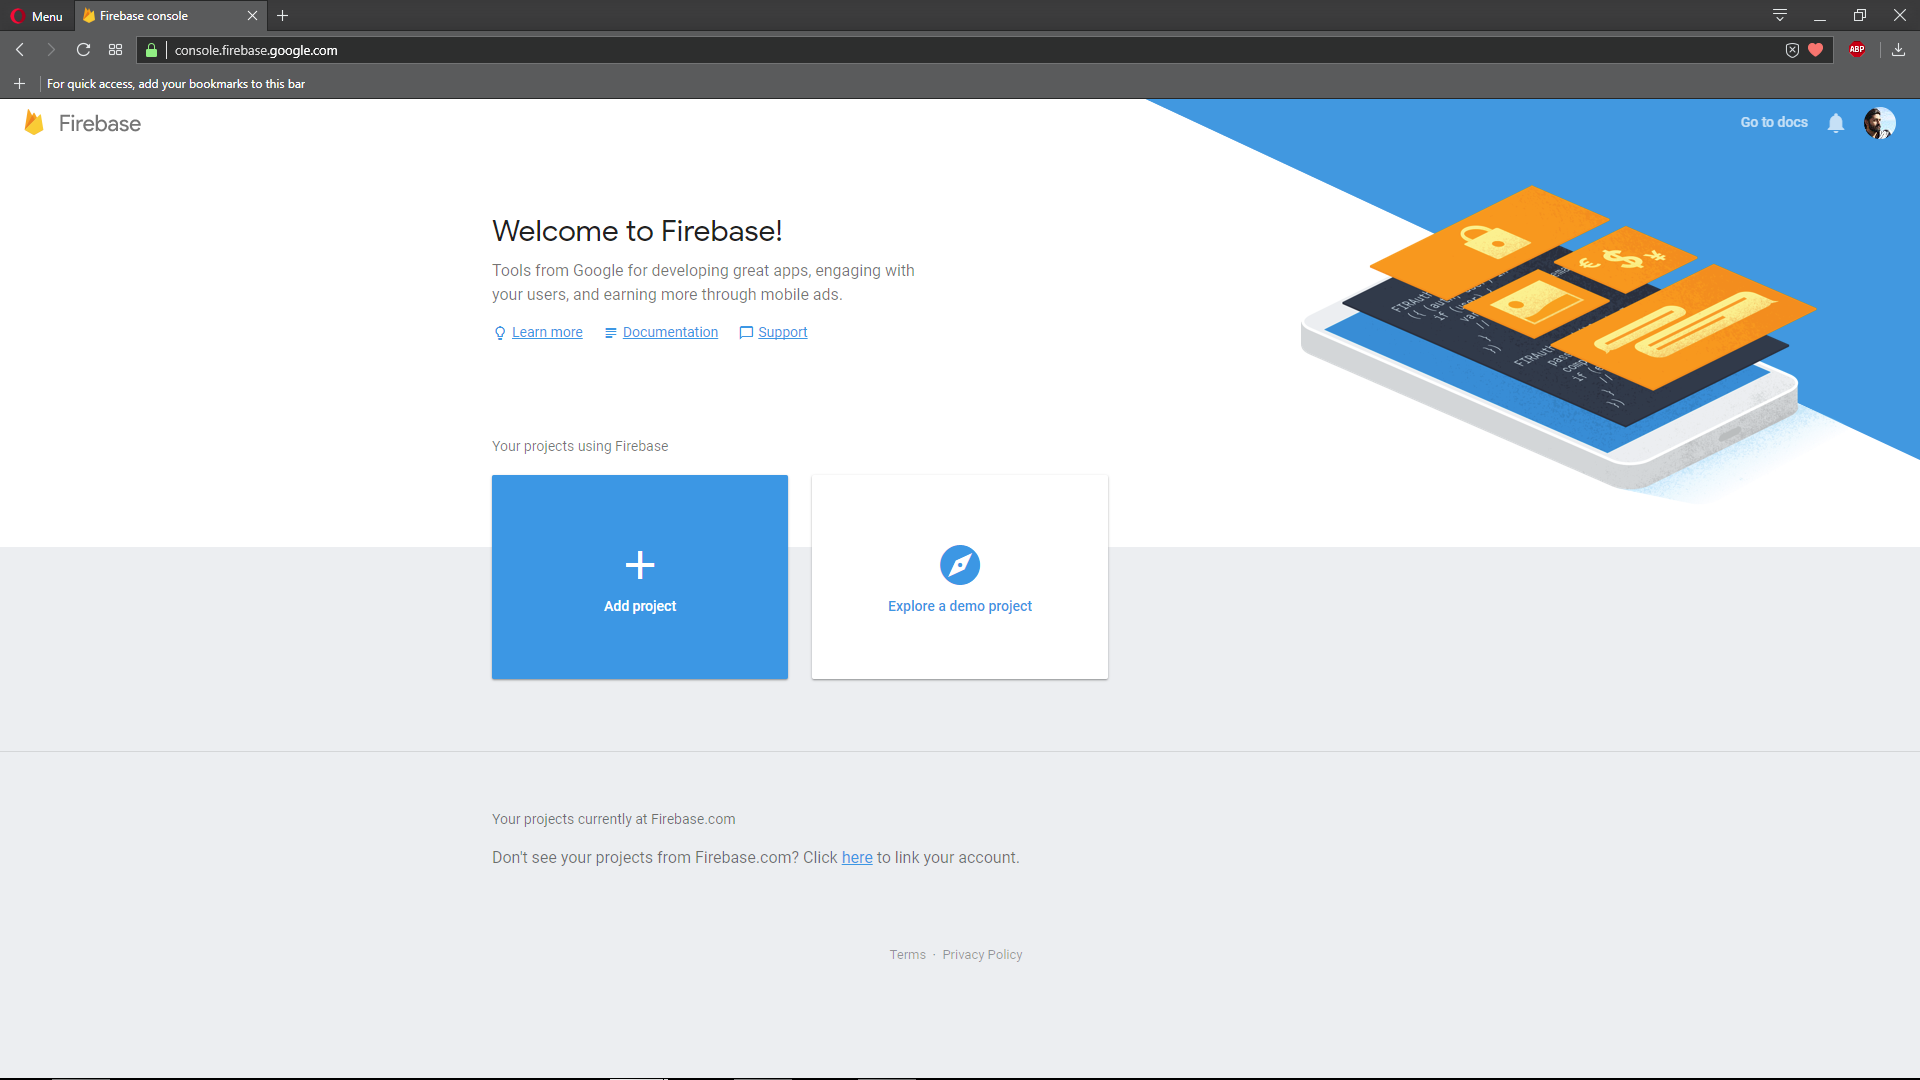 Menu
Firebase console
console.firebase.google.com
ABP
For quick access, add your bookmarks to this bar
Firebase
Go to docs
Welcome to Firebase!
Tools from Google for developing great apps, engaging with
your users, and earning more through mobile ads.
Learn more
Documentation
Support
Your projects using Firebase
Add project
Explore a demo project
Your projects currently at Firebase.com
Don't see your projects from Firebase.com? Click here to link your account.
Terms · Privacy Policy